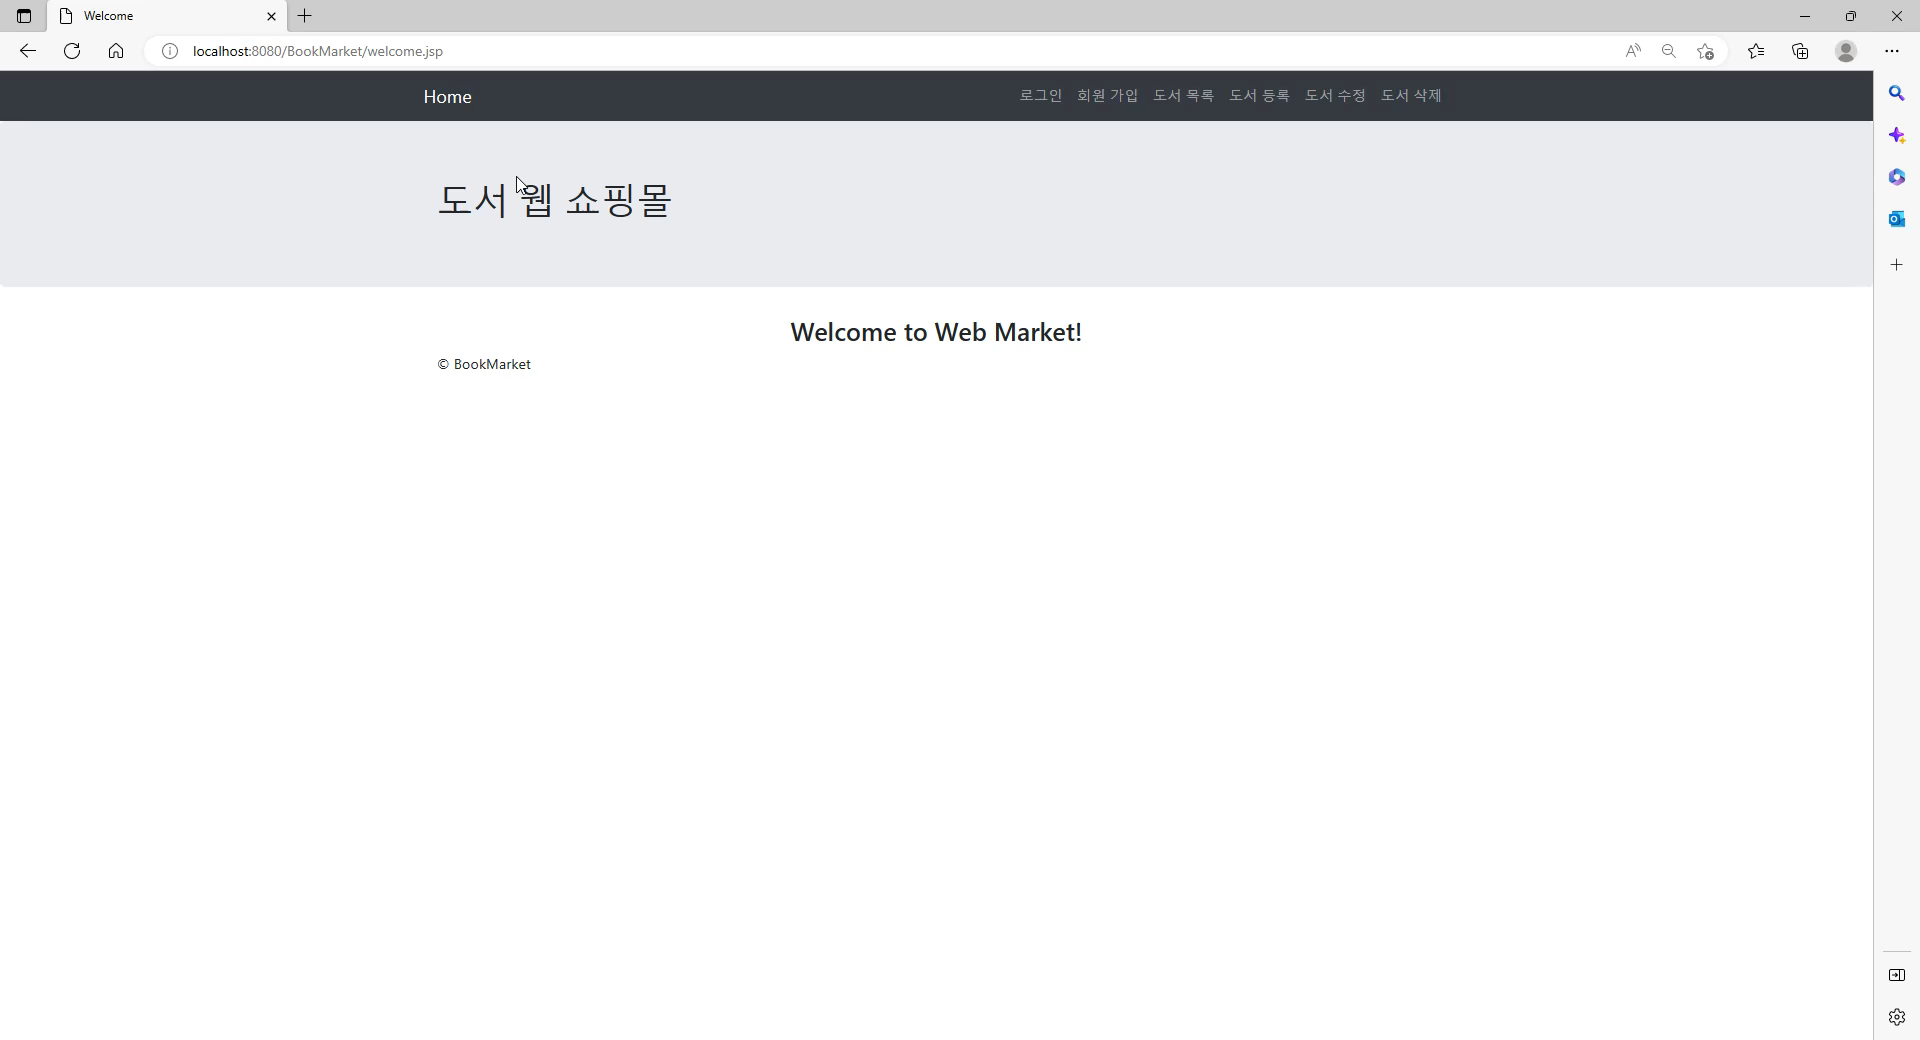 Welcome
localhost:8080/BookMarket/welcome.jsp
Home 로그인 회원 가입 도서 목록 도서 등록 도서 수정 도서 삭제
도서 웹 쇼핑몰
Welcome to Web Market!
© BookMarket